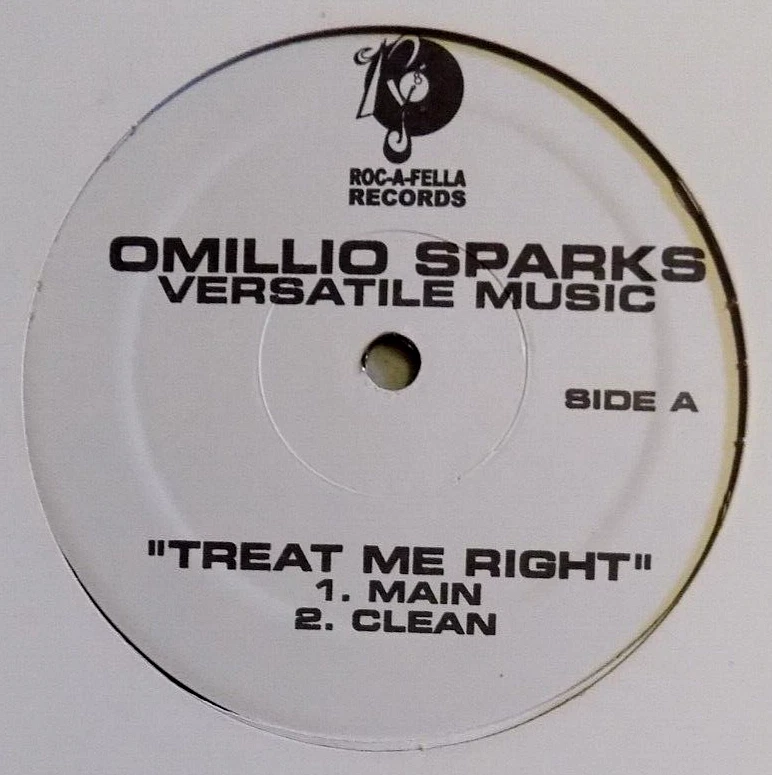 ROC-A-FELLA
RECORDS
OMILLIO SPARKS
VERSATILE MUSIC
SIDE A
"TREAT ME RIGHT"
1. MAIN
2. CLEAN